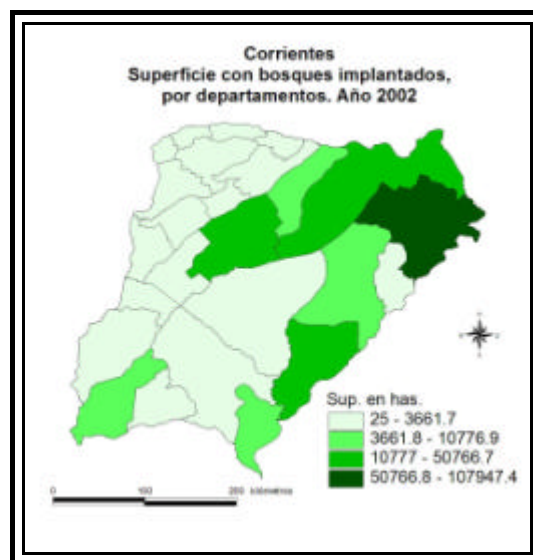 Corrientes
Superficie con bosques implantados,
por departamentos. Año 2002
Sup. en has.
25 - 3661.7
3661.8 - 10776.9
10777 - 50766.7
50766.8 - 107947.4
0 100 200 kilómetros